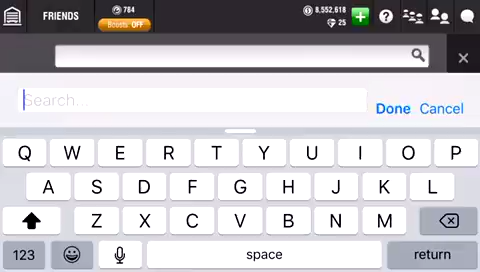 FRIENDS
784
Boosts OFF
8,552,618
25
Search...
Done Cancel
Q W E R T Y U I O P
A S D F G H J K L
Z X C V B N M
123 space return